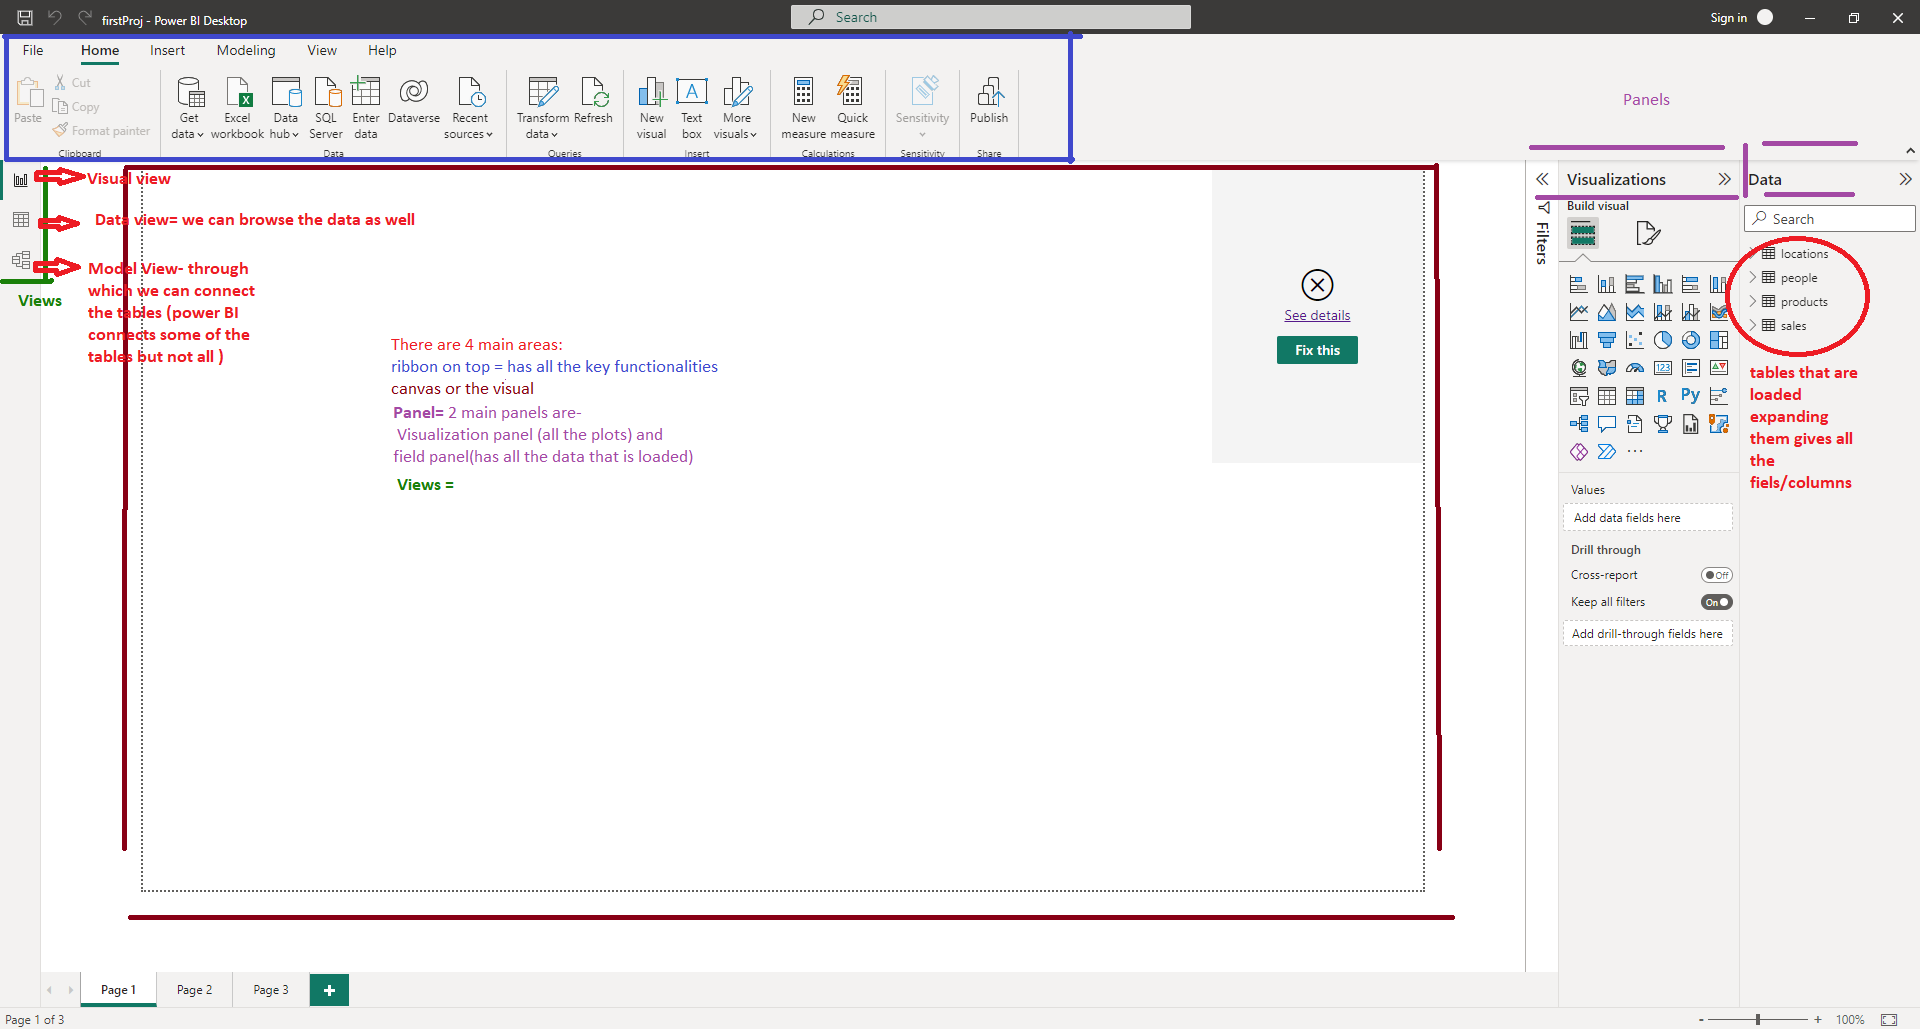 firstProj - Power BI Desktop
Search
Sign in
File Home Insert Modeling View Help
Paste
Cut
Copy
Format painter
Clipboard
Get data
Excel workbook
Data hub
SQL Server
Enter data
Dataverse
Recent sources
Data
Transform data
Refresh
Queries
New visual
Text box
More visuals
Insert
New measure
Quick measure
Calculations
Sensitivity
Sensitivity
Publish
Share
Panels
Visual view
Data view= we can browse the data as well
Model View- through
which we can connect
the tables (power BI
connects some of the
tables but not all )
Views
There are 4 main areas:
ribbon on top = has all the key functionalities
canvas or the visual
Panel= 2 main panels are-
Visualization panel (all the plots) and
field panel(has all the data that is loaded)
Views =
See details
Fix this
Filters
Visualizations
Build visual
123
R
Py
Values
Add data fields here
Drill through
Cross-report
Off
Keep all filters
On
Add drill-through fields here
Data
Search
locations
people
products
sales
tables that are
loaded
expanding
them gives all
the
fiels/columns
Page 1
Page 2
Page 3
+
Page 1 of 3
- + 100%